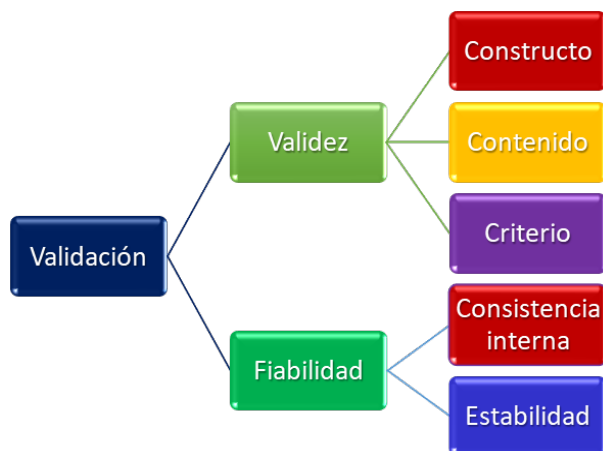 Constructo
Validez
Contenido
Criterio
Validación
Consistencia
interna
Fiabilidad
Estabilidad